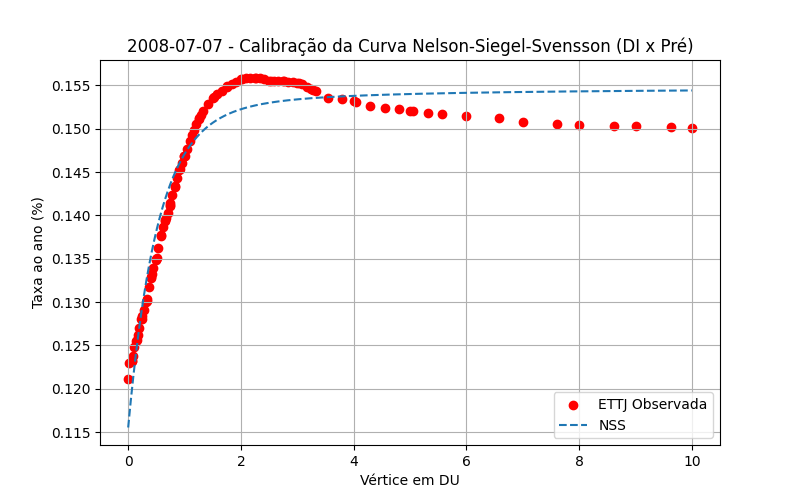 2008-07-07 - Calibração da Curva Nelson-Siegel-Svensson (DI x Pré)
Taxa ao ano (%)
0.155
0.150
0.145
0.140
0.135
0.130
0.125
0.120
0.115
0 2 4 6 8 10
Vértice em DU
ETTJ Observada
NSS